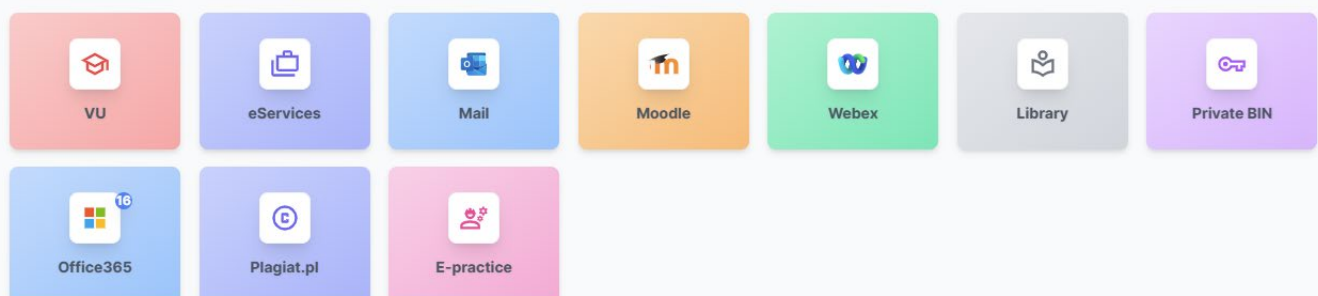 VU
eServices
Mail
Moodle
Webex
Library
Private BIN
16
Office365
Plagiat.pl
E-practice